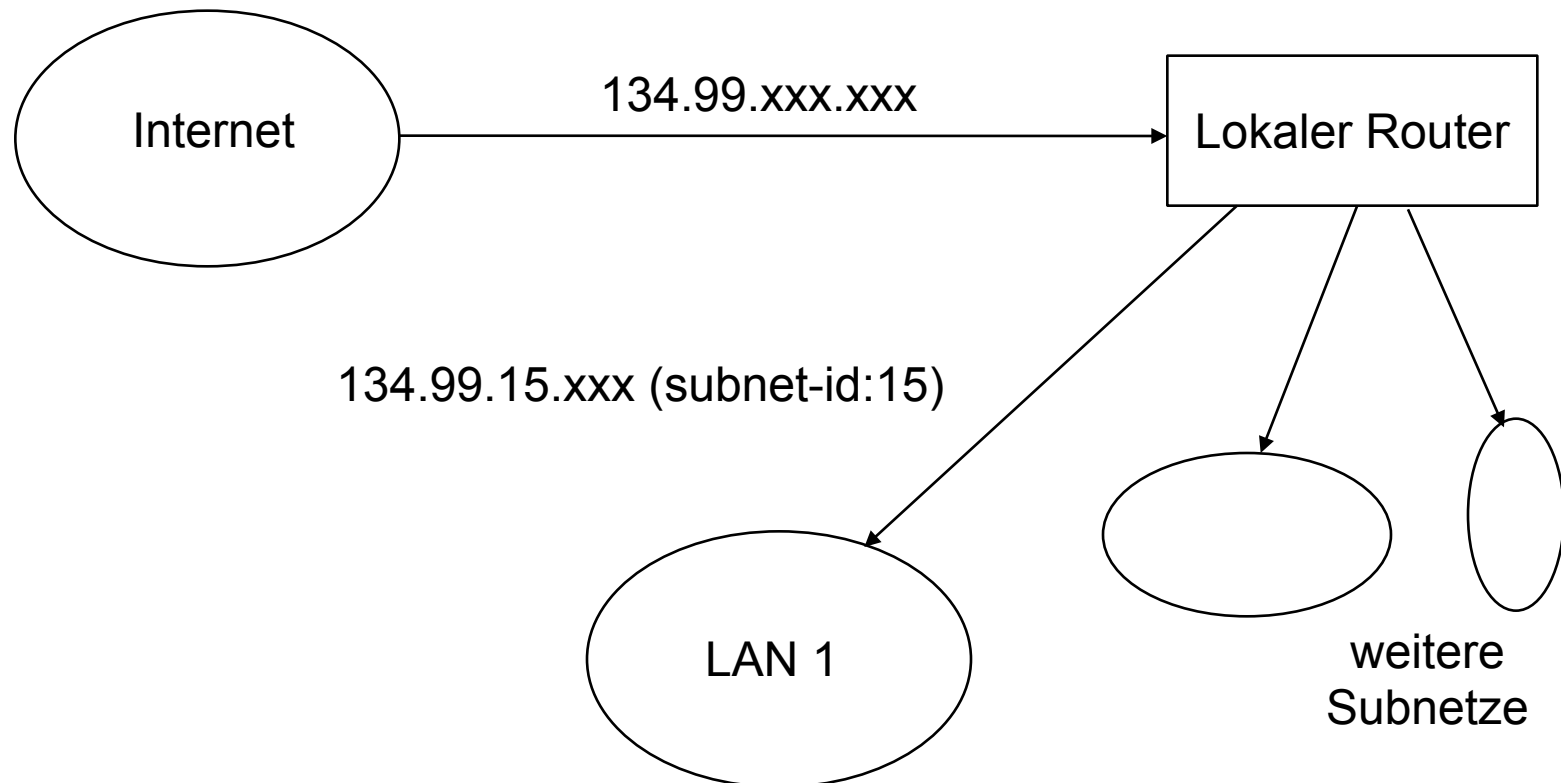 Internet
134.99.xxx.xxx
Lokaler Router
134.99.15.xxx (subnet-id:15)
LAN 1
weitere
Subnetze